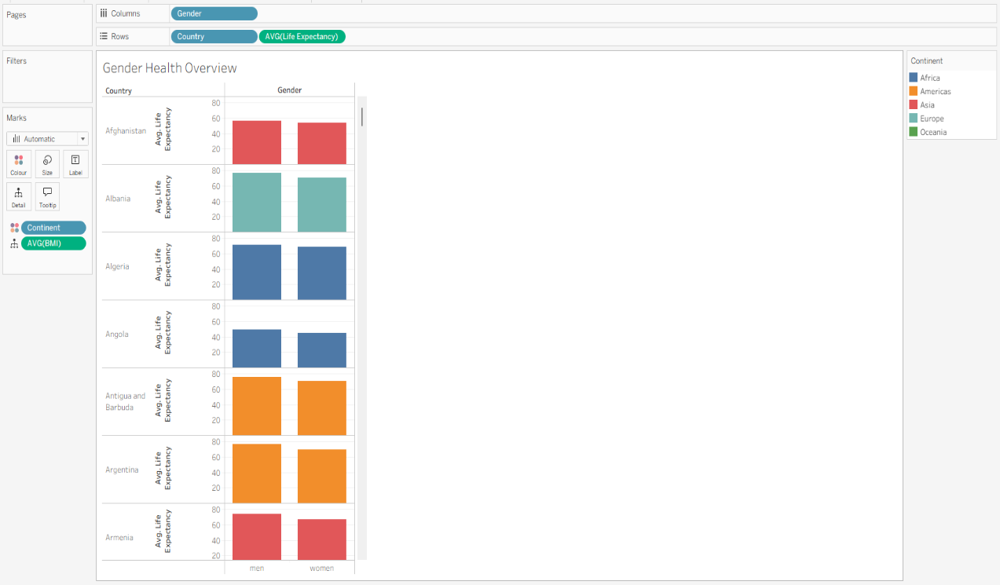 Pages
Columns
Gender
Rows
Country
AVG(Life Expectancy)
Filters
Marks
Automatic
Colour
Size
Label
Detail
Tooltip
Continent
AVG(BMI)
Gender Health Overview
Country
Gender
Afghanistan
Avg. Life
Expectancy
80
60
40
20
Albania
Avg. Life
Expectancy
80
60
40
20
Algeria
Avg. Life
Expectancy
80
60
40
20
Angola
Avg. Life
Expectancy
80
60
40
20
Antigua and
Barbuda
Avg. Life
Expectancy
80
60
40
20
Argentina
Avg. Life
Expectancy
80
60
40
20
Armenia
Avg. Life
Expectancy
80
60
40
20
men
women
Continent
Africa
Americas
Asia
Europe
Oceania